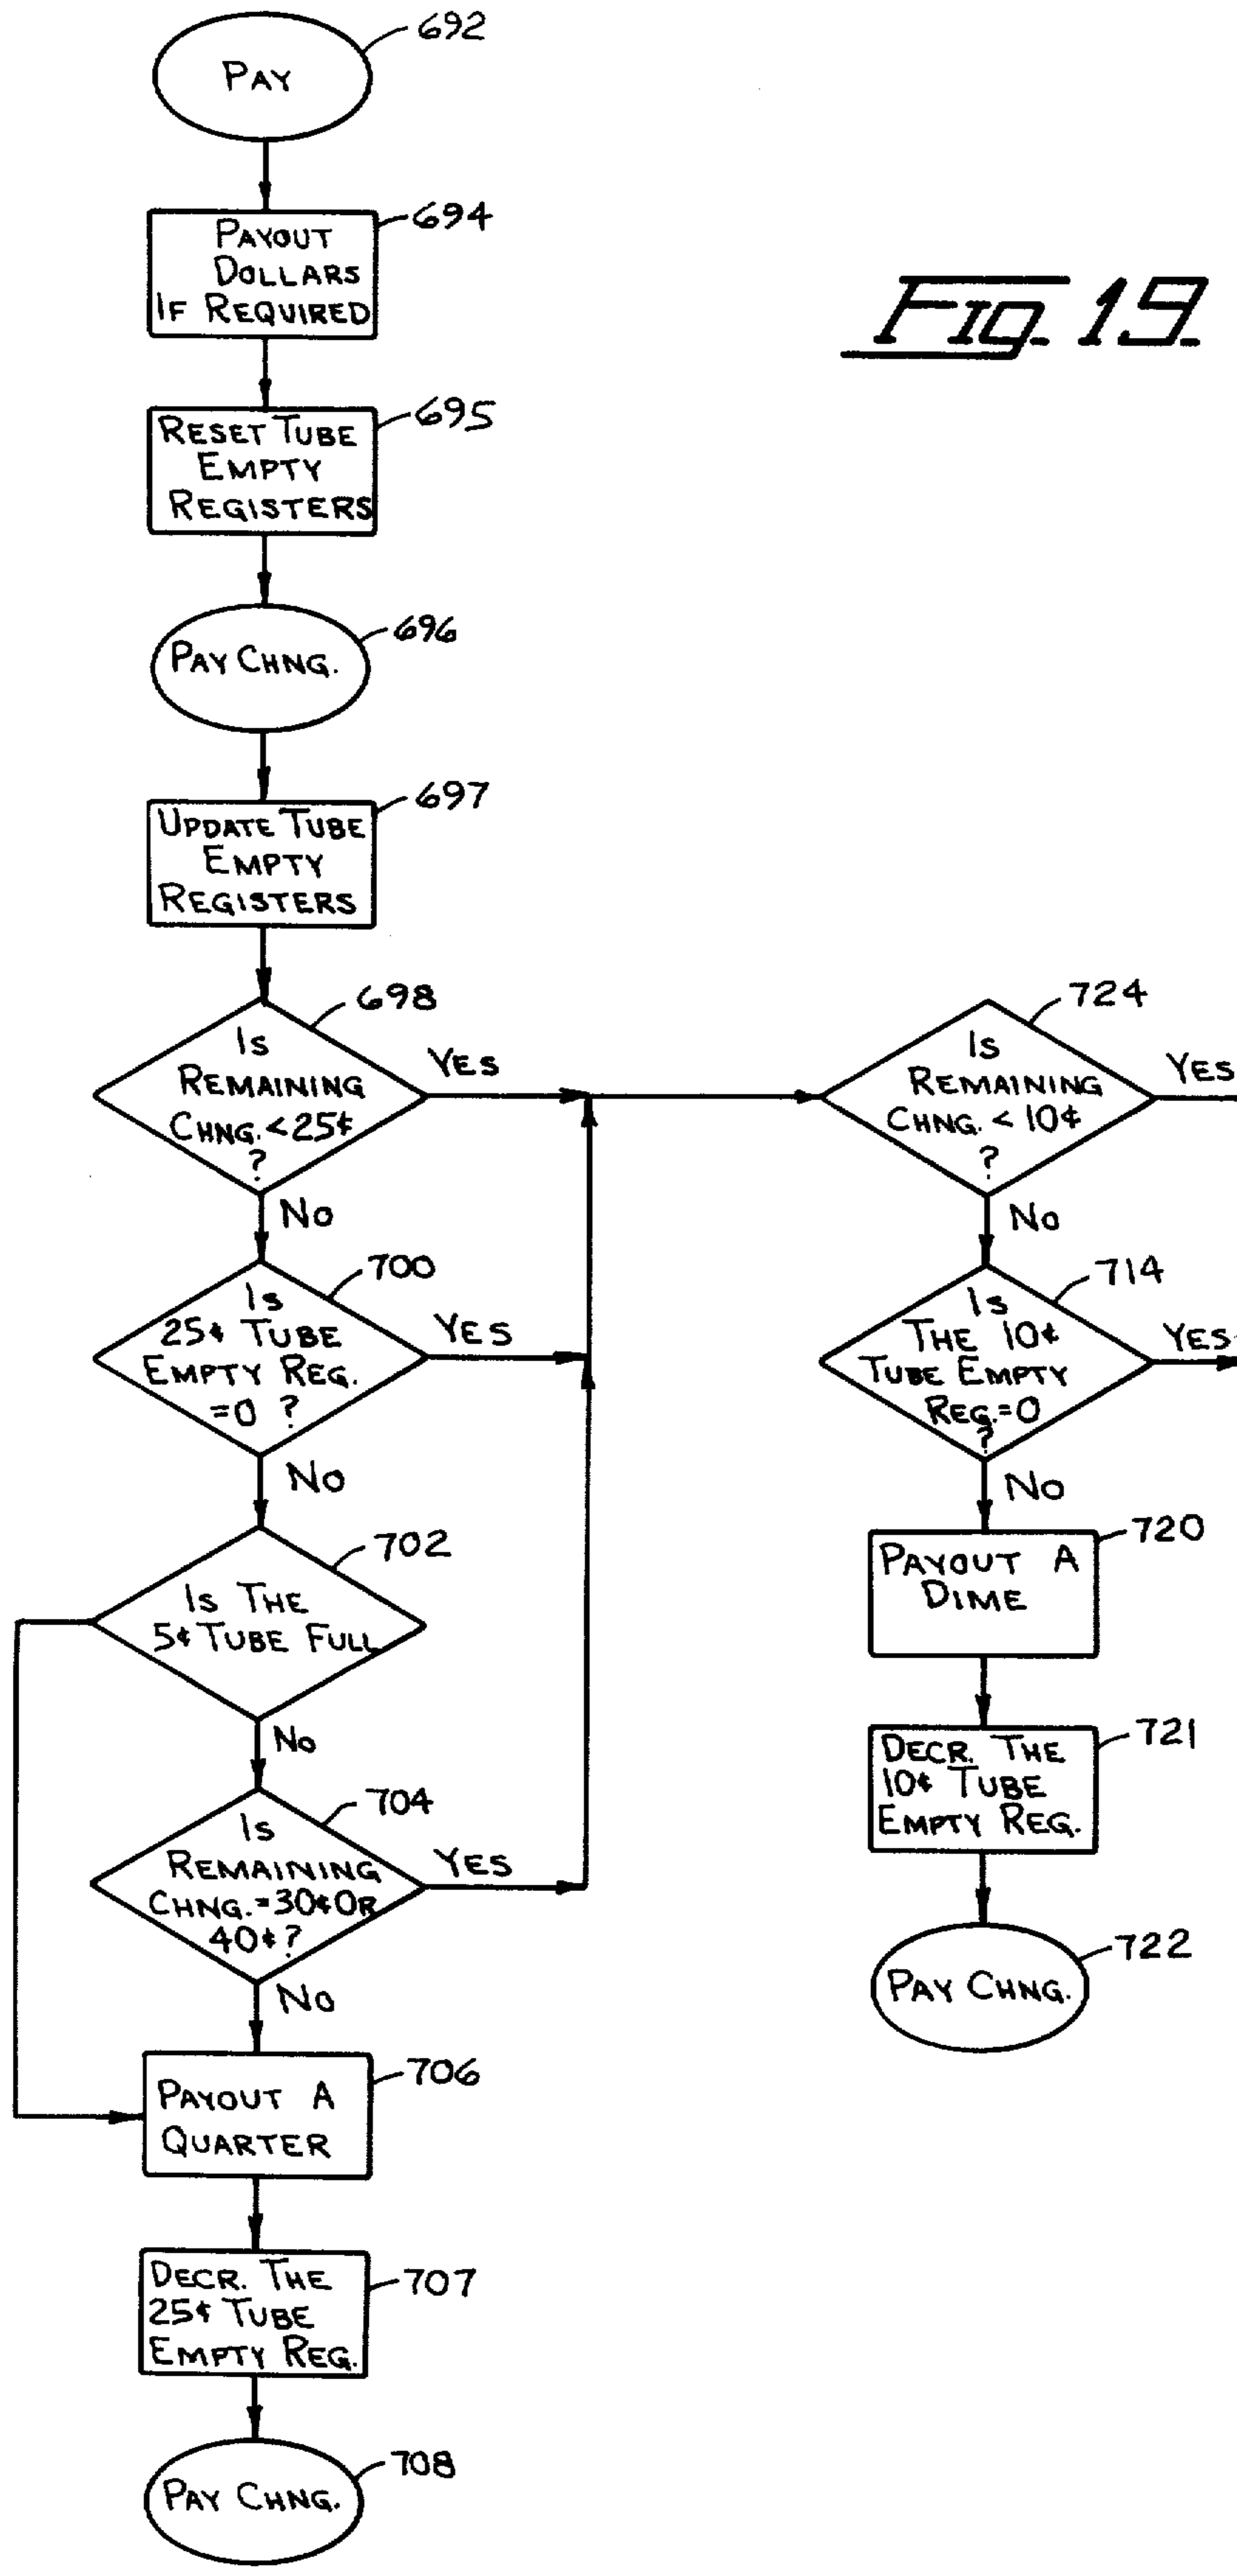 692
PAY
694
PAYOUT
DOLLARS
IF REQUIRED
Fig. 19.
695
RESET TUBE
EMPTY
REGISTERS
696
PAY CHNG.
697
UPDATE TUBE
EMPTY
REGISTERS
698
IS
REMAINING
CHNG. < 25¢
?
YES
NO
700
IS
25¢ TUBE
EMPTY REG.
=0 ?
YES
NO
702
IS THE
5¢ TUBE FULL
NO
704
IS
REMAINING
CHNG. = 30¢ OR
40¢ ?
YES
NO
706
PAYOUT A
QUARTER
707
DECR. THE
25¢ TUBE
EMPTY REG.
708
PAY CHNG.
724
IS
REMAINING
CHNG. < 10¢
?
YES
NO
714
IS
THE 10¢
TUBE EMPTY
REG. = 0
?
YES
NO
720
PAYOUT A
DIME
721
DECR. THE
10¢ TUBE
EMPTY REG.
722
PAY CHNG.